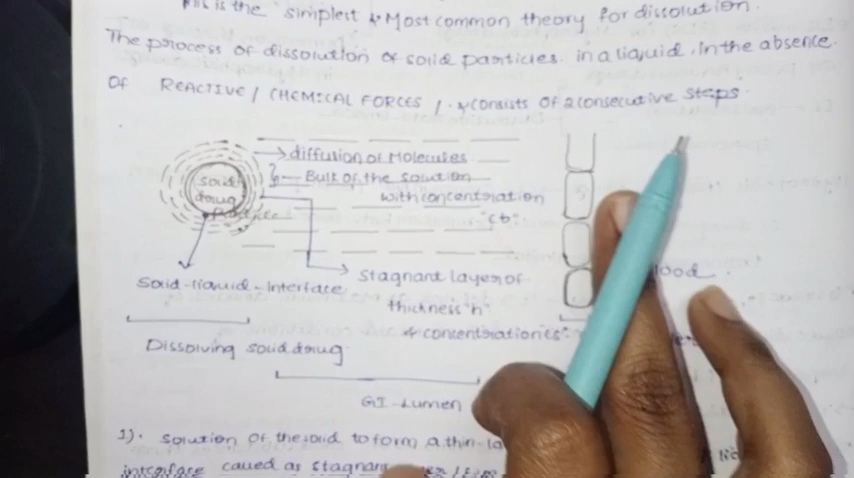 This is the simplest & Most common theory for dissolution.
The process of dissolution of solid particles in a liquid, in the absence
Of REACTIVE / CHEMICAL FORCES /. & consists Of 2 consecutive steps
diffusion of Molecules
Bulk of the solution
with concentration
"Cb".
solid
drug
Particle
Solid-liquid-Interface
Stagnant layer of
thickness "h"
& concentration "Cs".
Dissolving solid drug
GI-Lumen
1). Solution Of the solid to form a thin
interface called as Stagnant